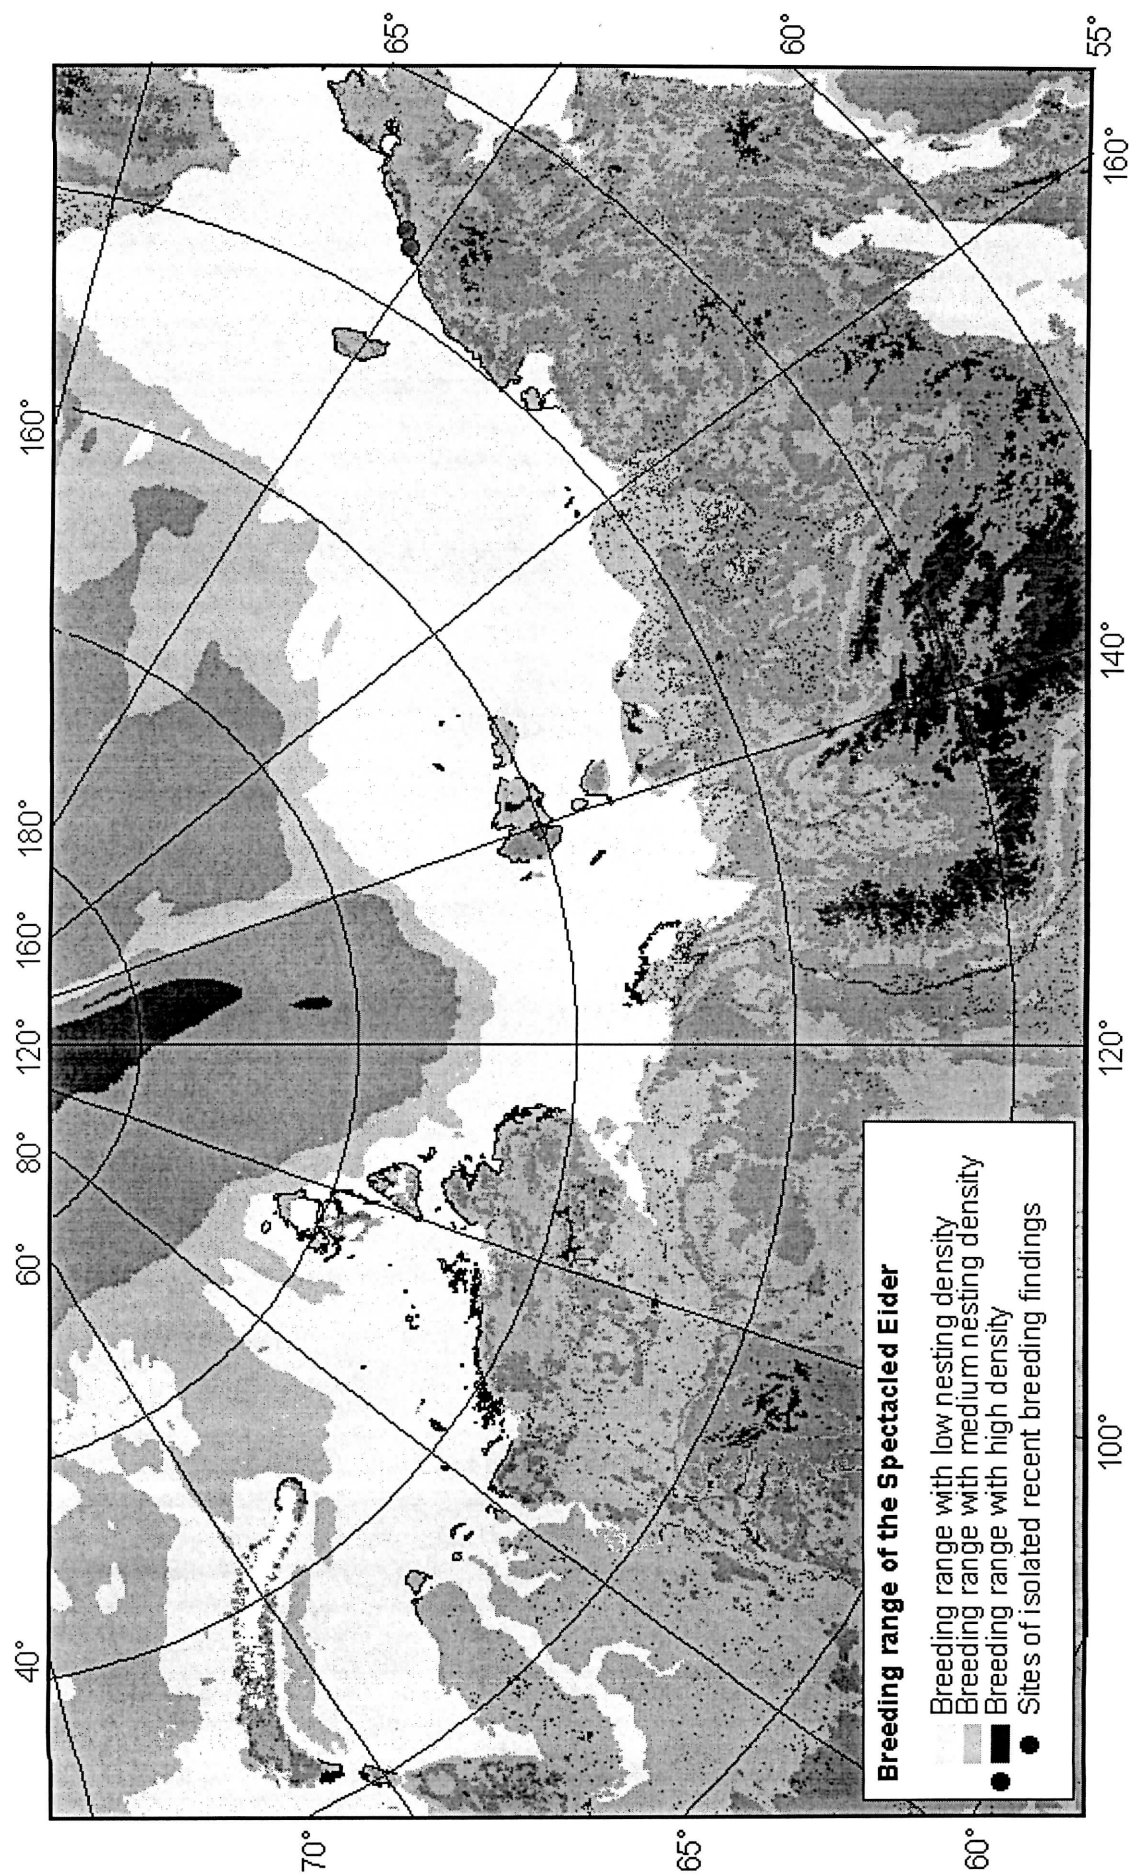 40° 60° 80° 120° 160° 180° 160°
70°
65°
65°
60°
Breeding range of the Spectacled Eider
Breeding range with low nesting density
Breeding range with medium nesting density
Breeding range with high density
Sites of isolated recent breeding findings
60°
55°
100° 120° 140° 160°